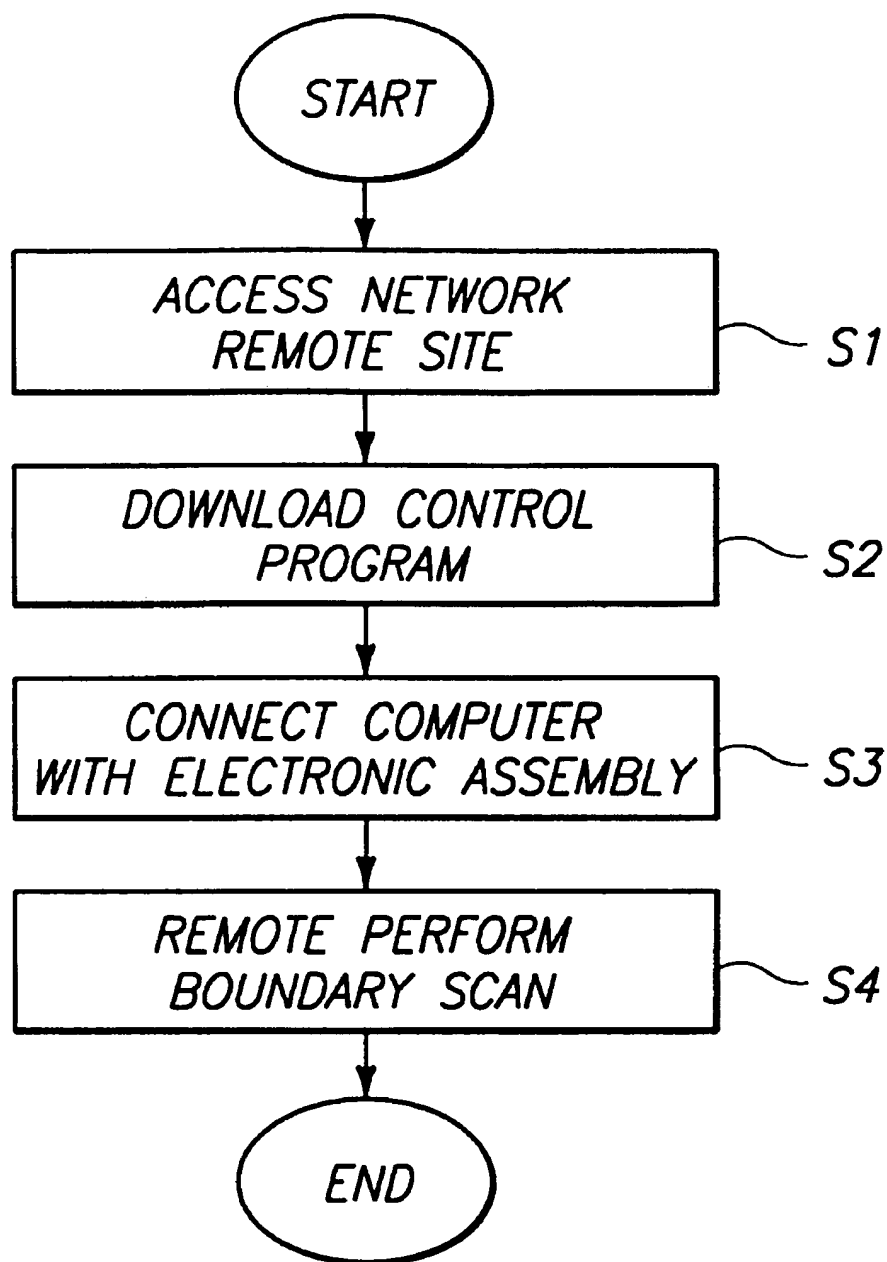 START
ACCESS NETWORK
REMOTE SITE
S1
DOWNLOAD CONTROL
PROGRAM
S2
CONNECT COMPUTER
WITH ELECTRONIC ASSEMBLY
S3
REMOTE PERFORM
BOUNDARY SCAN
S4
END